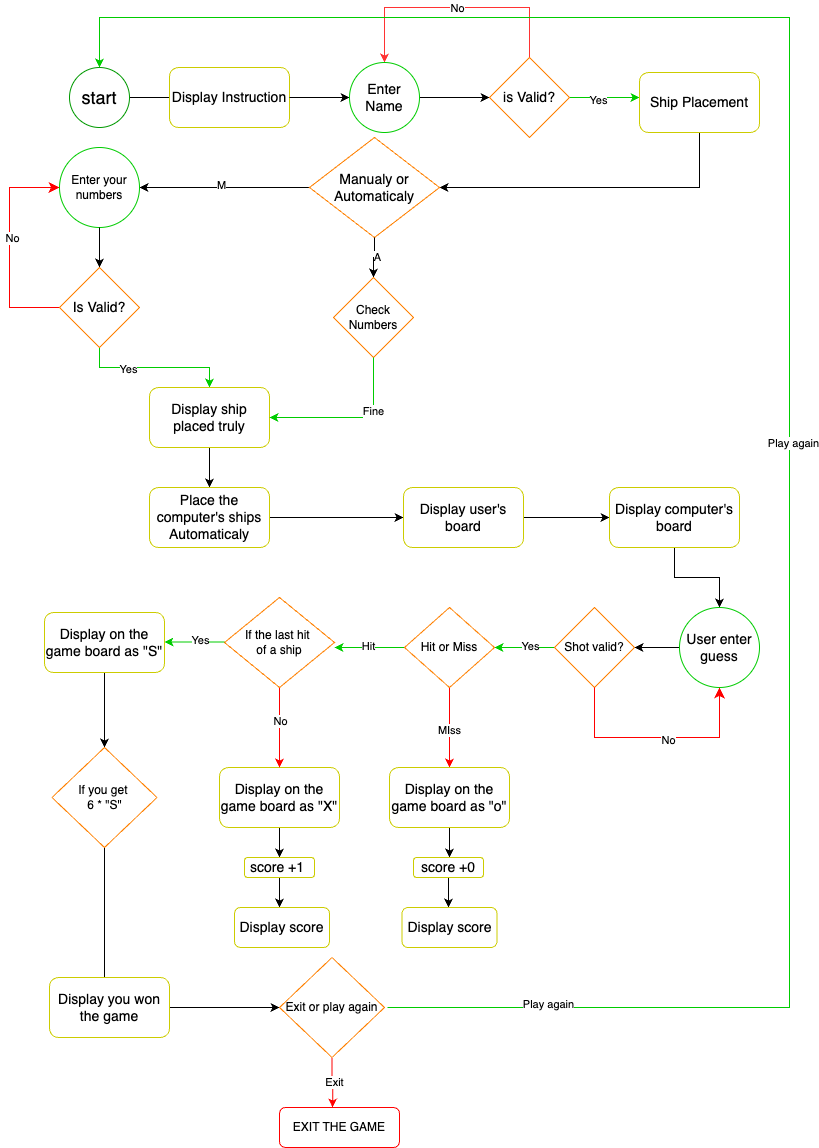 No
start
Display Instruction
Enter
Name
is Valid?
Yes
Ship Placement
Enter your
numbers
M
Manualy or
Automaticaly
No
A
Is Valid?
Check
Numbers
Yes
Display ship
placed truly
Fine
Play again
Place the
computer's ships
Automaticaly
Display user's
board
Display computer's
board
Display on the
game board as "S"
Yes
If the last hit
of a ship
Hit
Hit or Miss
Yes
Shot valid?
User enter
guess
No
MIss
No
If you get
6 * "S"
Display on the
game board as "X"
Display on the
game board as "o"
score +1
score +0
Display score
Display score
Display you won
the game
Exit or play again
Play again
Exit
EXIT THE GAME